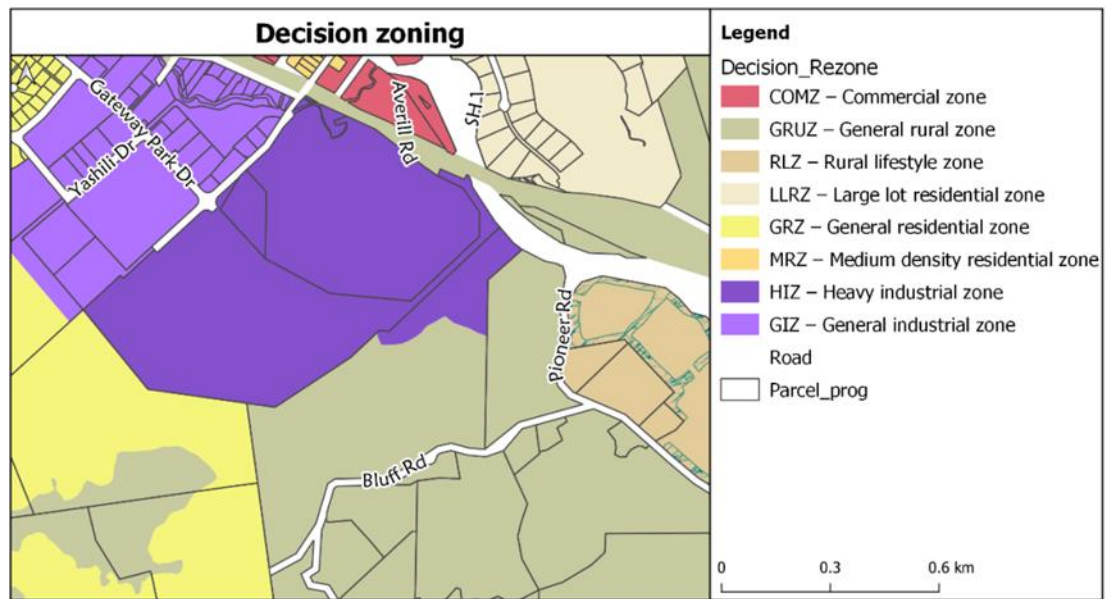 Decision zoning
Gateway Park Dr
Yashili Dr
Averill Rd
SH 1
Pioneer Rd
Bluff Rd
Legend
Decision_Rezone
COMZ – Commercial zone
GRUZ – General rural zone
RLZ – Rural lifestyle zone
LLRZ – Large lot residential zone
GRZ – General residential zone
MRZ – Medium density residential zone
HIZ – Heavy industrial zone
GIZ – General industrial zone
Road
Parcel_prog
0 0.3 0.6 km